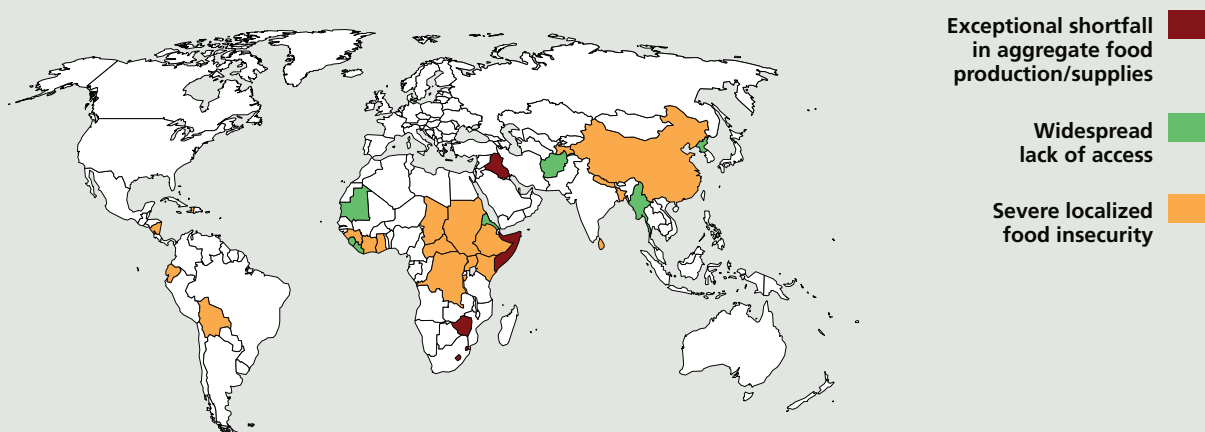 Exceptional shortfall
in aggregate food
production/supplies
Widespread
lack of access
Severe localized
food insecurity